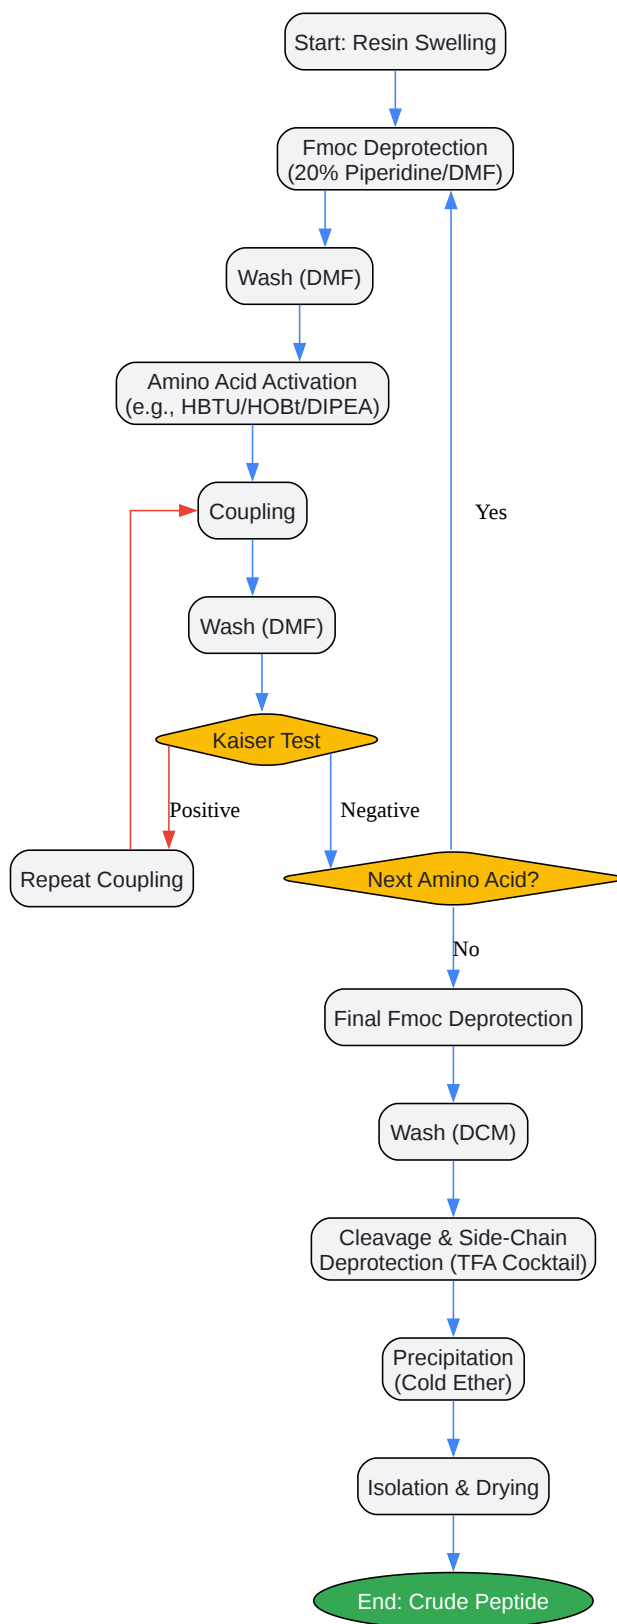 Start: Resin Swelling
Fmoc Deprotection
(20% Piperidine/DMF)
Wash (DMF)
Amino Acid Activation
(e.g., HBTU/HOBt/DIPEA)
Coupling
Yes
Wash (DMF)
Kaiser Test
Positive
Negative
Repeat Coupling
Next Amino Acid?
No
Final Fmoc Deprotection
Wash (DCM)
Cleavage & Side-Chain
Deprotection (TFA Cocktail)
Precipitation
(Cold Ether)
Isolation & Drying
End: Crude Peptide